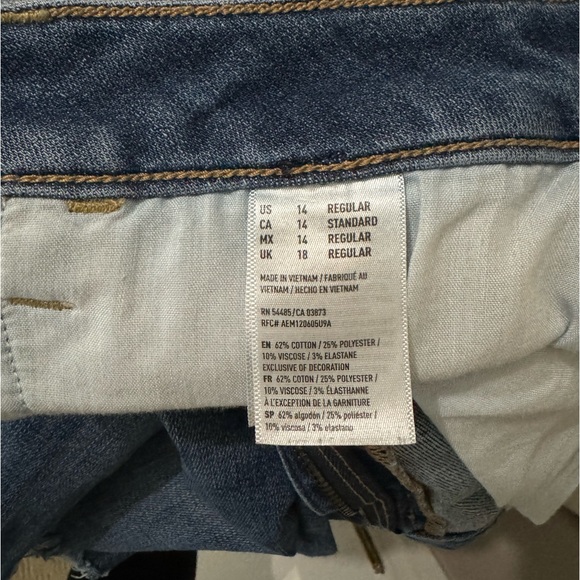 US 14 REGULAR
CA 14 STANDARD
MX 14 REGULAR
UK 18 REGULAR
MADE IN VIETNAM / FABRIQUÉ AU
VIETNAM / HECHO EN VIETNAM
RN 54485/CA 03873
RFC# AEM120605U9A
EN 62% COTTON / 25% POLYESTER /
10% VISCOSE / 3% ELASTANE
EXCLUSIVE OF DECORATION
FR 62% COTON / 25% POLYESTER /
10% VISCOSE / 3% ÉLASTHANNE
À L'EXCEPTION DE LA GARNITURE
SP 62% algodón / 25% poliéster /
10% viscosa / 3% elastano